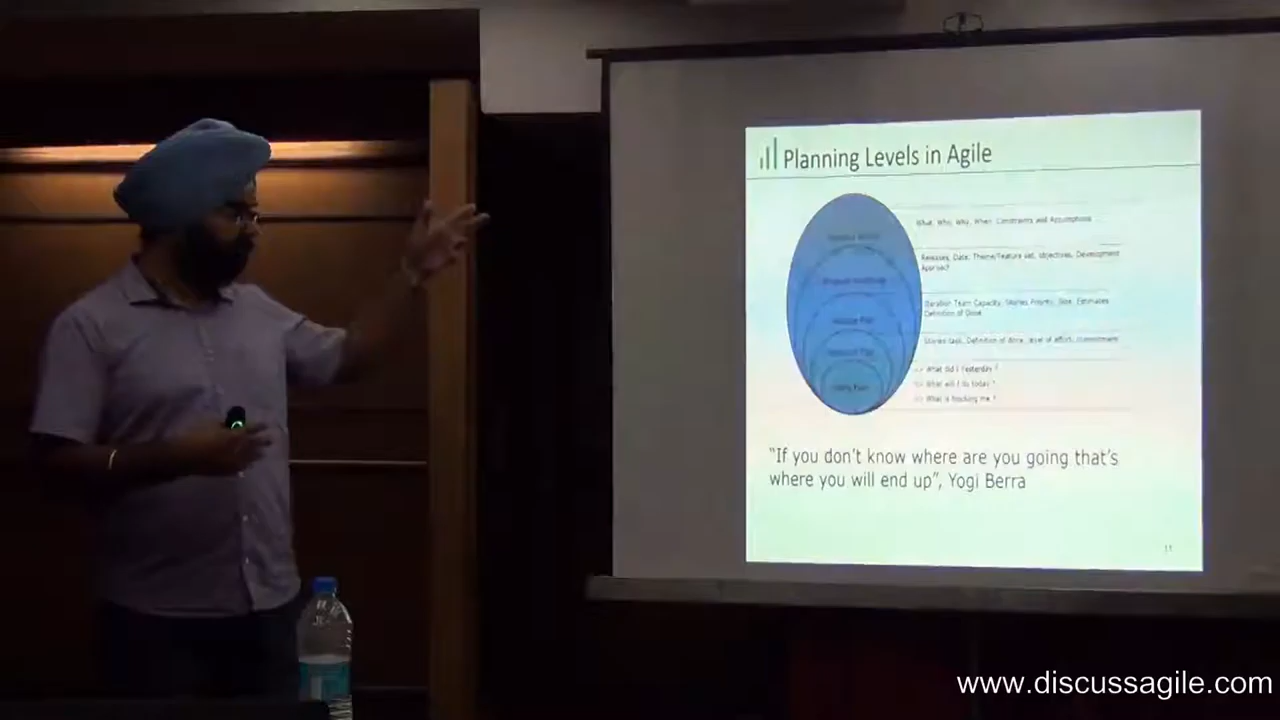 Planning Levels in Agile
What, Who, Why, When, Constraints and Assumptions
Releases, Date, Theme/Feature set, objectives, Development
Approach
Iteration Team Capacity, Stories Priority, Size, Estimates
Definition of Done
Stories task, Definition of done, level of effort, commitment
What did I Yesterday ?
What will I do today ?
What is blocking me ?
"If you don't know where are you going that's
where you will end up", Yogi Berra
11
www.discussagile.com